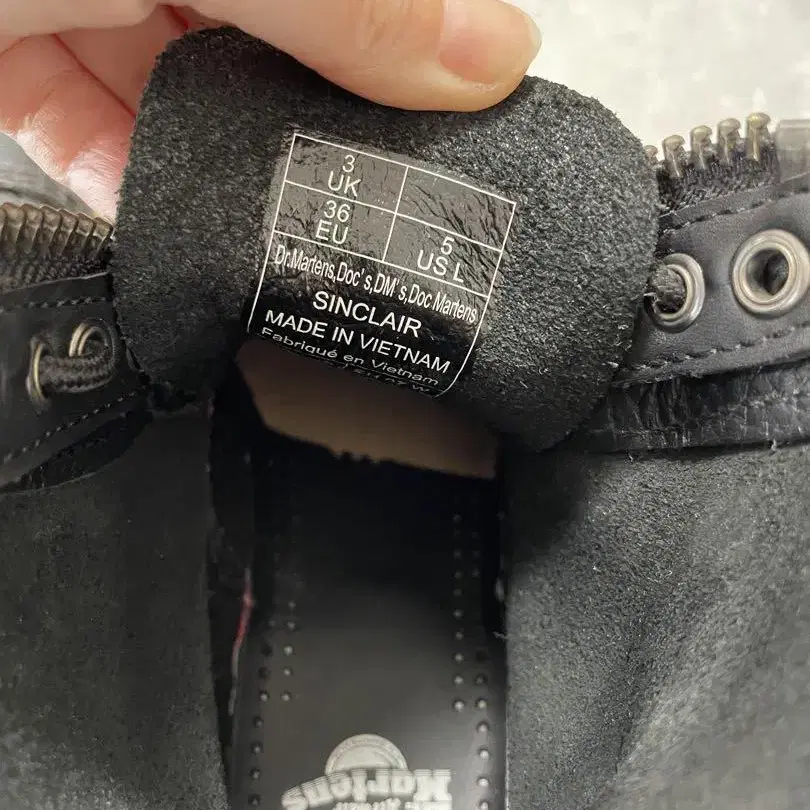 3
UK
36
EU
5
US L
Dr.Martens,Doc's,DM's,Doc Martens
SINCLAIR
MADE IN VIETNAM
Fabriqué en Vietnam
Martens